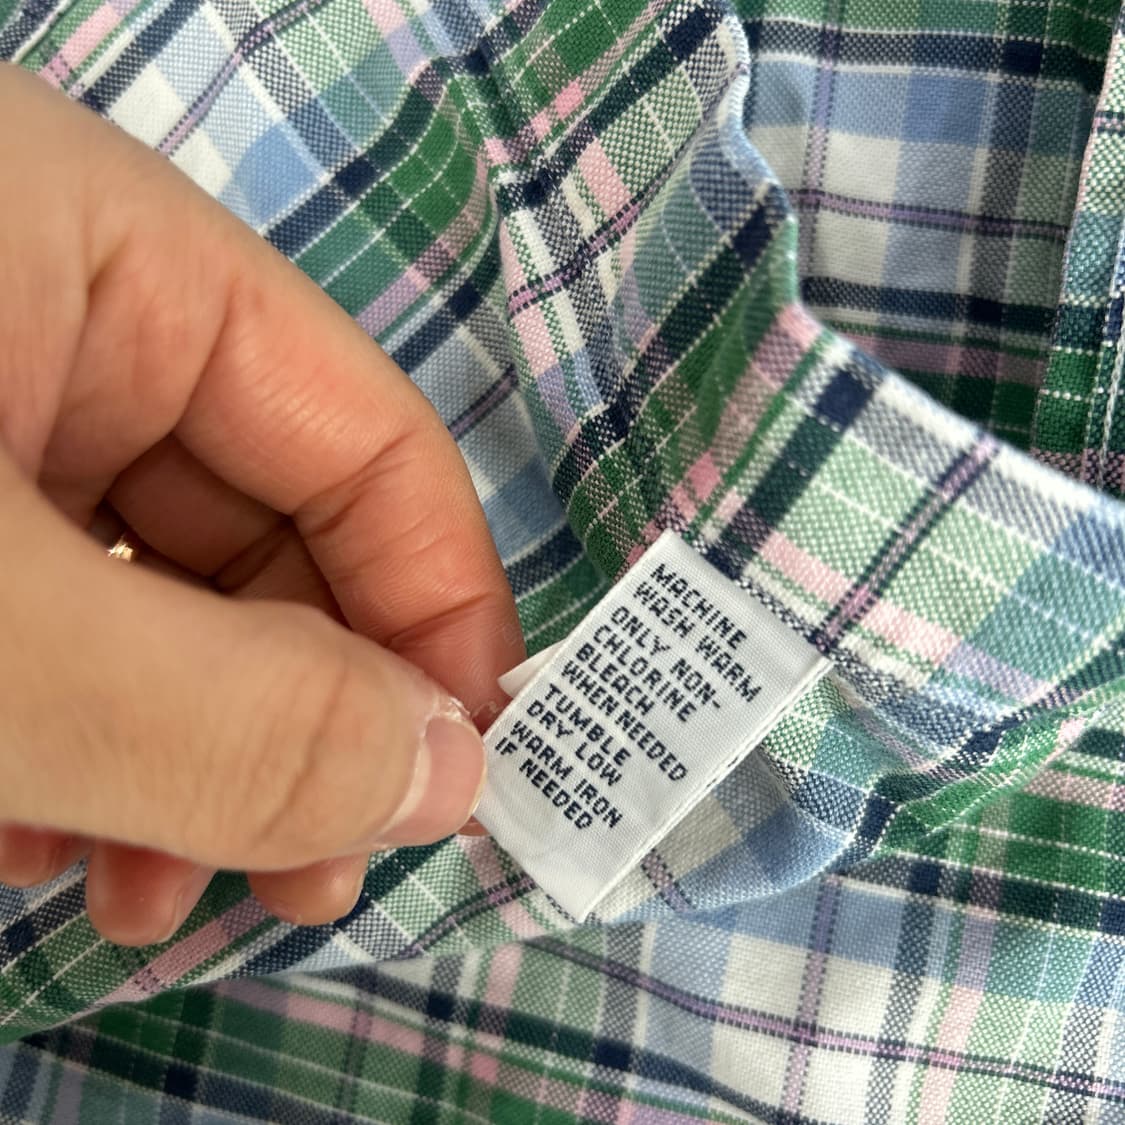 MACHINE
WASH WARM
ONLY NON-
CHLORINE
BLEACH
WHEN NEEDED
TUMBLE
DRY LOW
WARM IRON
IF NEEDED